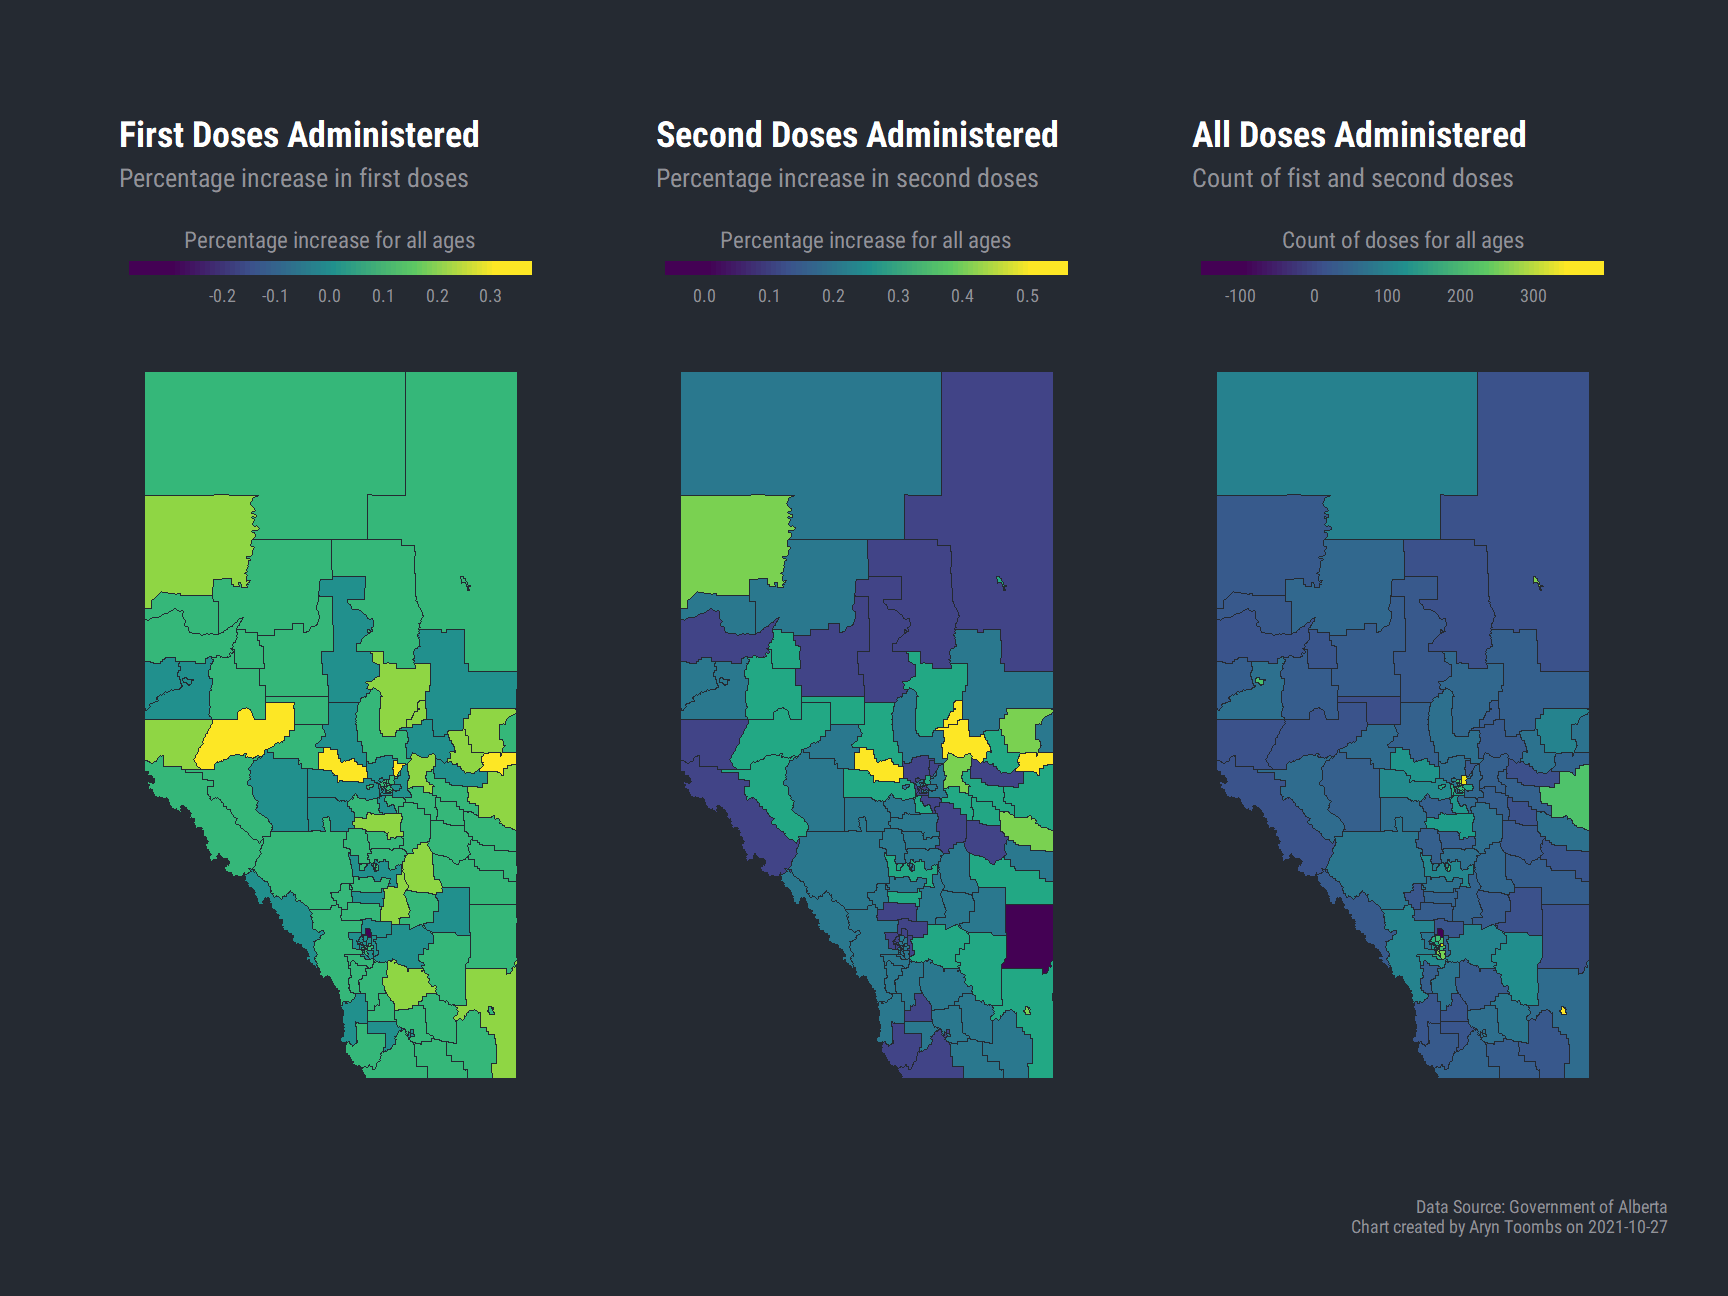 First Doses Administered
Percentage increase in first doses
Percentage increase for all ages
-0.2 -0.1 0.0 0.1 0.2 0.3
Second Doses Administered
Percentage increase in second doses
Percentage increase for all ages
0.0 0.1 0.2 0.3 0.4 0.5
All Doses Administered
Count of fist and second doses
Count of doses for all ages
-100 0 100 200 300
Data Source: Government of Alberta
Chart created by Aryn Toombs on 2021-10-27